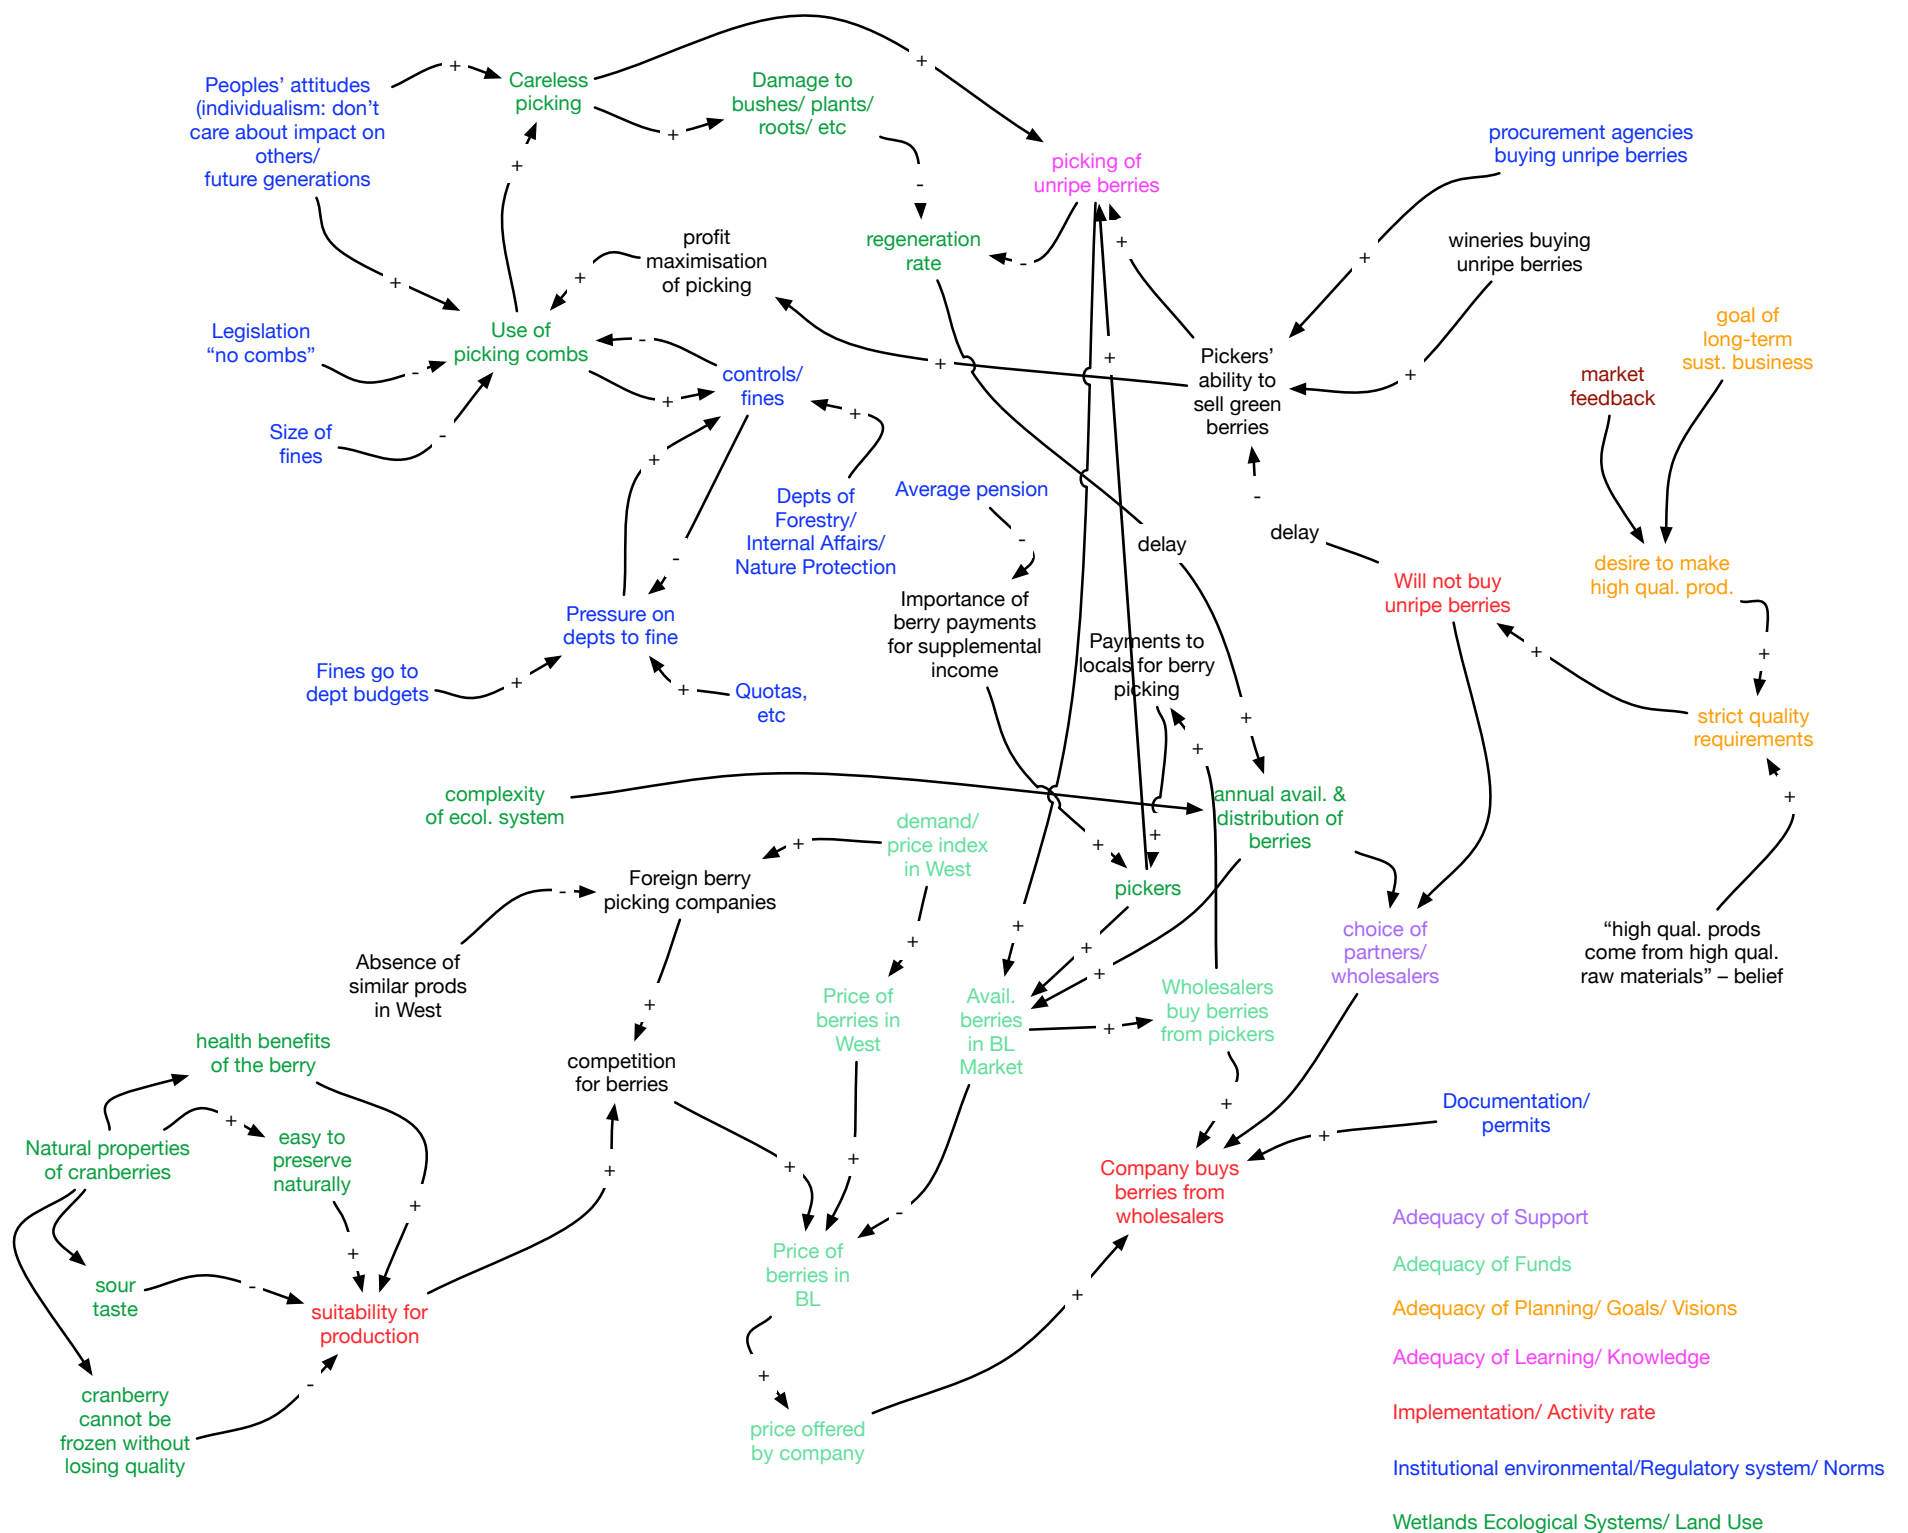 Peoples’ attitudes
(individualism: don’t
care about impact on
others/
future generations
+
Careless
picking
+
+
Damage to
bushes/ plants/
roots/ etc
+
-
picking of
unripe berries
procurement agencies
buying unripe berries
+
profit
maximisation
of picking
regeneration
rate
-
+
wineries buying
unripe berries
+
+
+
Legislation
“no combs”
-
Use of
picking combs
-
+
controls/
fines
+
+
+
Pickers’
ability to
sell green
berries
+
goal of
long-term
sust. business
market
feedback
Size of
fines
-
+
+
Depts of
Forestry/
Internal Affairs/
Nature Protection
Average pension
-
-
delay
delay
-
desire to make
high qual. prod.
Will not buy
unripe berries
Importance of
berry payments
for supplemental
income
Pressure on
depts to fine
Payments to
locals for berry
picking
+
+
Fines go to
dept budgets
+
+
Quotas,
etc
+
+
strict quality
requirements
+
complexity
of ecol. system
annual avail. &
distribution of
berries
demand/
price index
in West
+
+
+
Foreign berry
picking companies
-
pickers
+
+
+
+
choice of
partners/
wholesalers
“high qual. prods
come from high qual.
raw materials” – belief
Absence of
similar prods
in West
+
Price of
berries in
West
Avail.
berries
in BL
Market
+
Wholesalers
buy berries
from pickers
health benefits
of the berry
competition
for berries
+
Documentation/
permits
+
Natural properties
of cranberries
+
easy to
preserve
naturally
+
+
+
+
-
Company buys
berries from
wholesalers
Adequacy of Support
+
sour
taste
-
suitability for
production
Price of
berries in
BL
+
Adequacy of Funds
Adequacy of Planning/ Goals/ Visions
Adequacy of Learning/ Knowledge
-
+
cranberry
cannot be
frozen without
losing quality
price offered
by company
Implementation/ Activity rate
Institutional environmental/Regulatory system/ Norms
Wetlands Ecological Systems/ Land Use